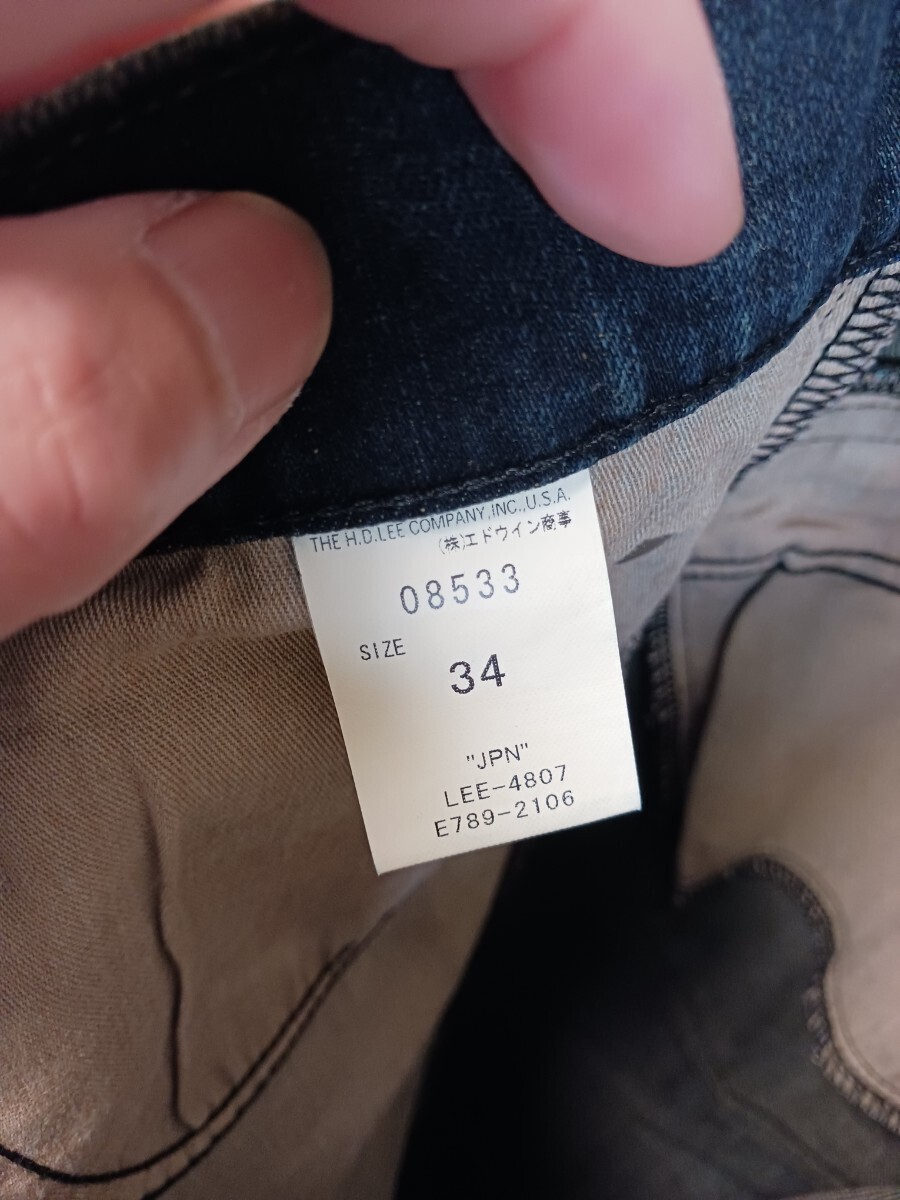 THE H.D.LEE COMPANY,INC.,U.S.A.
(株)エドウイン商事
08533
SIZE
34
"JPN"
LEE-4807
E789-2106